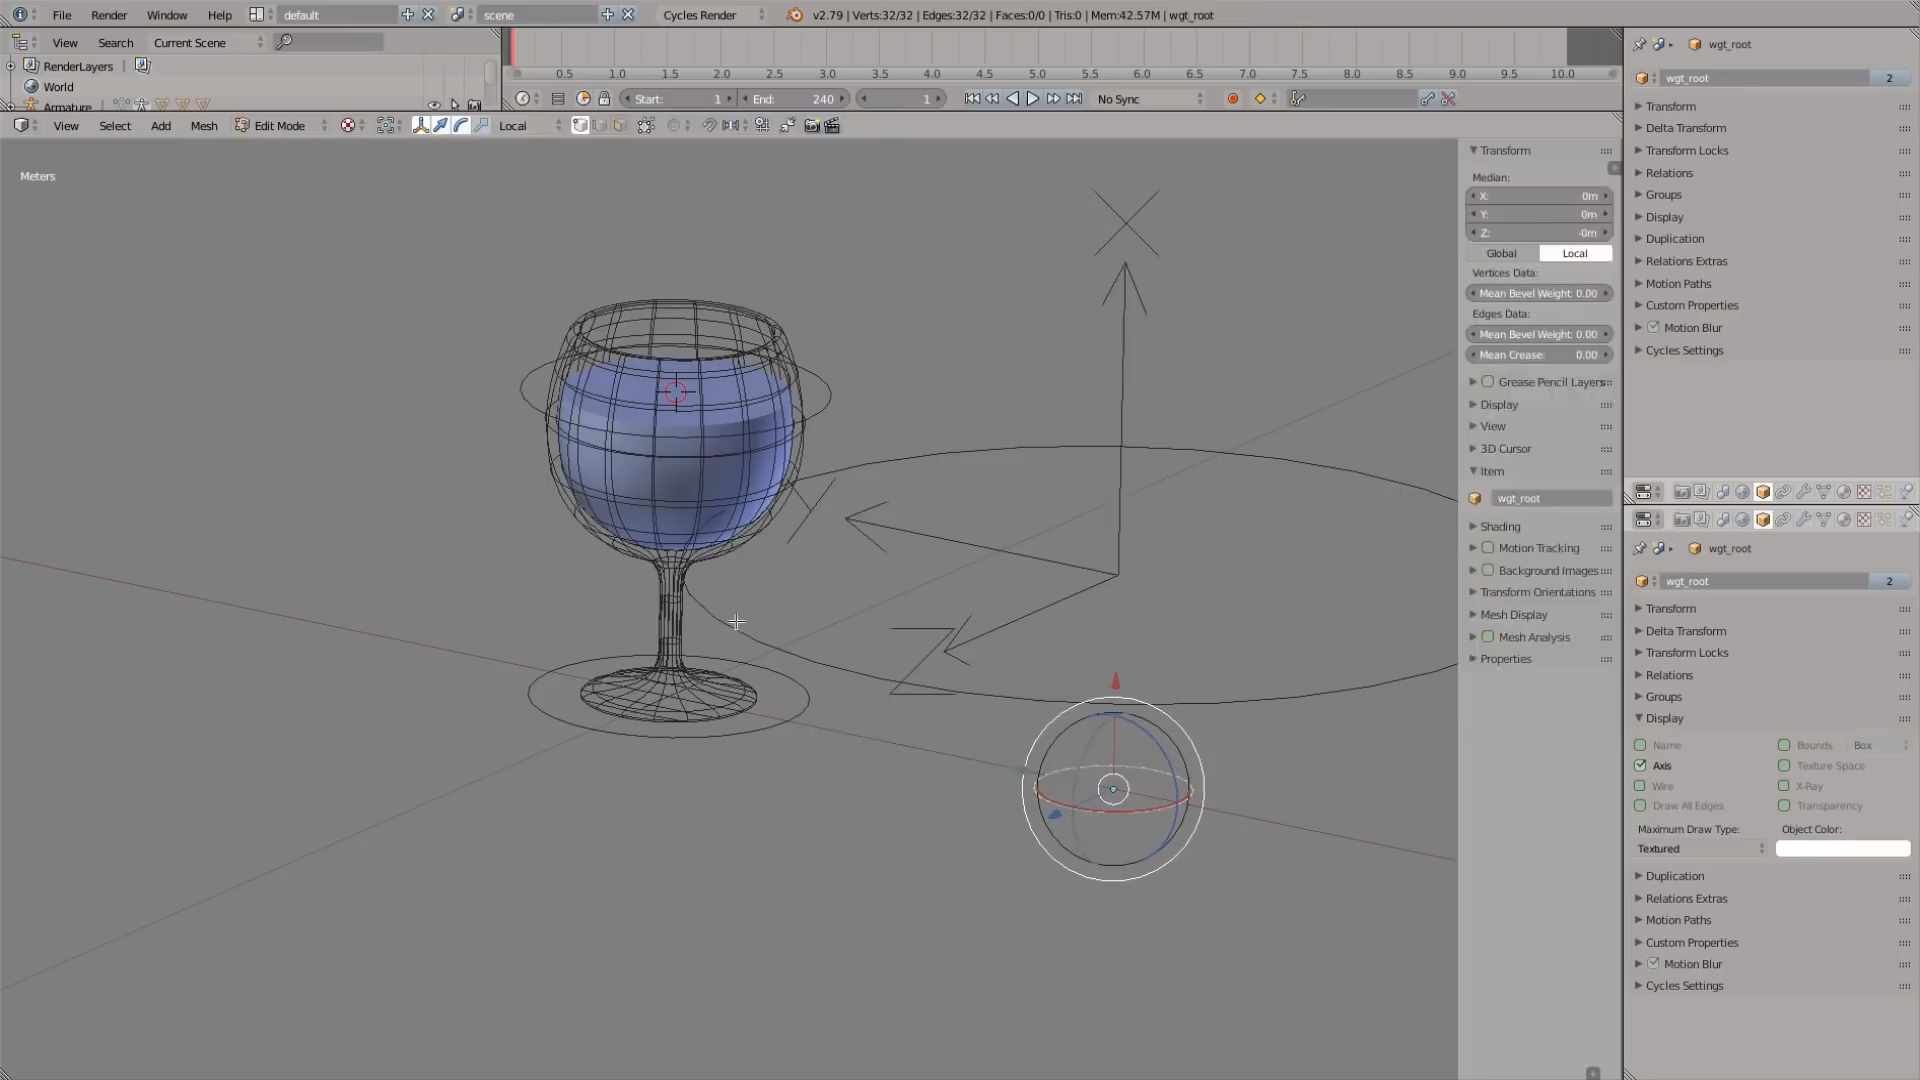 File Render Window Help default scene Cycles Render v2.79 | Verts:32/32 | Edges:32/32 | Faces:0/0 | Tris:0 | Mem:42.57M | wgt_root
View Search Current Scene
RenderLayers |
World
Armature
0.5 1.0 1.5 2.0 2.5 3.0 3.5 4.0 4.5 5.0 5.5 6.0 6.5 7.0 7.5 8.0 8.5 9.0 9.5 10.0
Start: 1 End: 240 1 No Sync
View Select Add Mesh Edit Mode Local
Meters
X
Y
Z
Transform
Median:
X: 0m
Y: 0m
Z: -0m
Global Local
Vertices Data:
Mean Bevel Weight: 0.00
Edges Data:
Mean Bevel Weight: 0.00
Mean Crease: 0.00
Grease Pencil Layers
Display
View
3D Cursor
Item
wgt_root
Shading
Motion Tracking
Background Images
Transform Orientations
Mesh Display
Mesh Analysis
Properties
wgt_root
wgt_root 2
Transform
Delta Transform
Transform Locks
Relations
Groups
Display
Duplication
Relations Extras
Motion Paths
Custom Properties
Motion Blur
Cycles Settings
wgt_root
wgt_root 2
Transform
Delta Transform
Transform Locks
Relations
Groups
Display
Name Bounds Box
Axis Texture Space
Wire X-Ray
Draw All Edges Transparency
Maximum Draw Type: Object Color:
Textured
Duplication
Relations Extras
Motion Paths
Custom Properties
Motion Blur
Cycles Settings